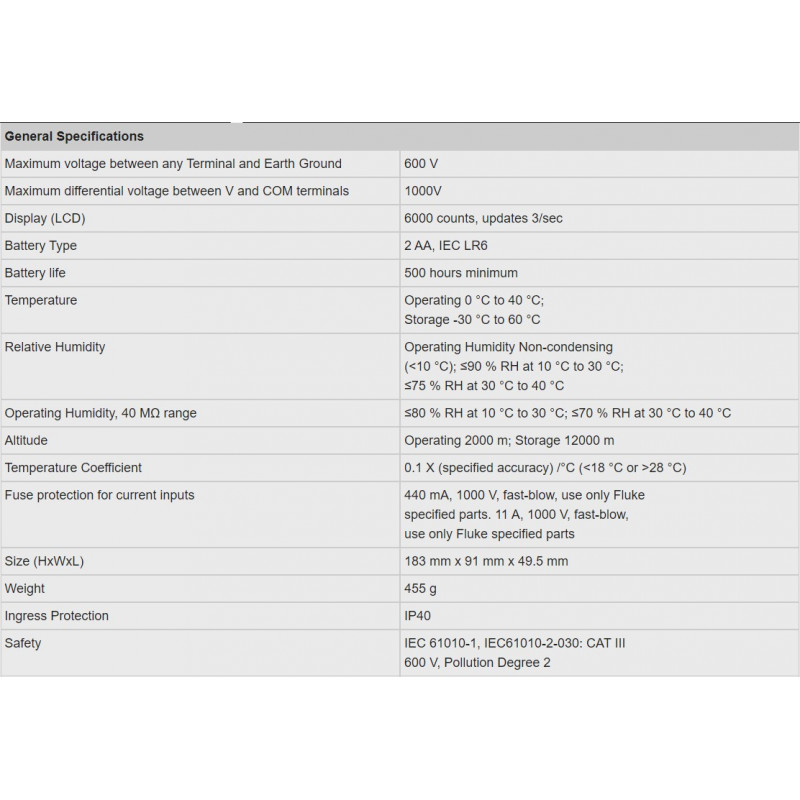 General Specifications
Maximum voltage between any Terminal and Earth Ground
600 V
Maximum differential voltage between V and COM terminals
1000V
Display (LCD)
6000 counts, updates 3/sec
Battery Type
2 AA, IEC LR6
Battery life
500 hours minimum
Temperature
Operating 0 °C to 40 °C;
Storage -30 °C to 60 °C
Relative Humidity
Operating Humidity Non-condensing
(<10 °C); ≤90 % RH at 10 °C to 30 °C;
≤75 % RH at 30 °C to 40 °C
Operating Humidity, 40 MΩ range
≤80 % RH at 10 °C to 30 °C; ≤70 % RH at 30 °C to 40 °C
Altitude
Operating 2000 m; Storage 12000 m
Temperature Coefficient
0.1 X (specified accuracy) /°C (<18 °C or >28 °C)
Fuse protection for current inputs
440 mA, 1000 V, fast-blow, use only Fluke
specified parts. 11 A, 1000 V, fast-blow,
use only Fluke specified parts
Size (HxWxL)
183 mm x 91 mm x 49.5 mm
Weight
455 g
Ingress Protection
IP40
Safety
IEC 61010-1, IEC61010-2-030: CAT III
600 V, Pollution Degree 2